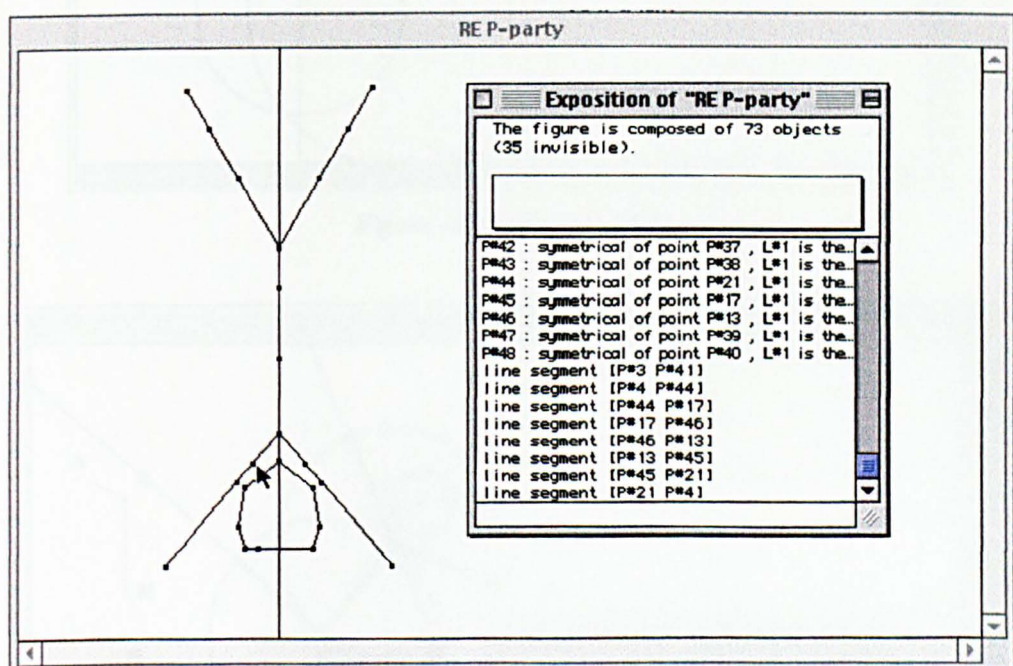 RE P-party
Exposition of "RE P-party"
The figure is composed of 73 objects
(35 invisible).
P#42 : symmetrical of point P#37 , L#1 is the…
P#43 : symmetrical of point P#38 , L#1 is the…
P#44 : symmetrical of point P#21 , L#1 is the…
P#45 : symmetrical of point P#17 , L#1 is the…
P#46 : symmetrical of point P#13 , L#1 is the…
P#47 : symmetrical of point P#39 , L#1 is the…
P#48 : symmetrical of point P#40 , L#1 is the…
line segment [P#3 P#41]
line segment [P#4 P#44]
line segment [P#44 P#17]
line segment [P#17 P#46]
line segment [P#46 P#13]
line segment [P#13 P#45]
line segment [P#45 P#21]
line segment [P#21 P#4]